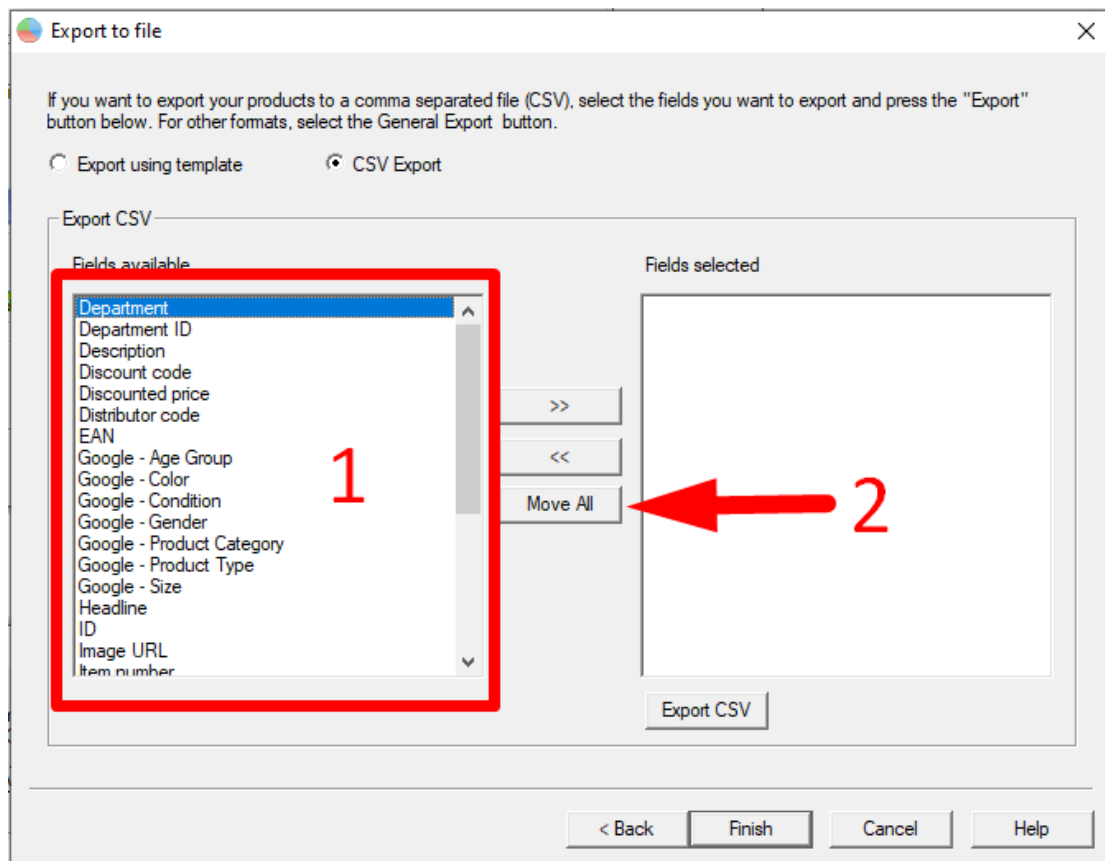 Export to file
If you want to export your products to a comma separated file (CSV), select the fields you want to export and press the "Export"
button below. For other formats, select the General Export button.
Export using template
CSV Export
Export CSV
Fields available
Fields selected
Department
Department ID
Description
Discount code
Discounted price
Distributor code
EAN
Google - Age Group
Google - Color
Google - Condition
Google - Gender
Google - Product Category
Google - Product Type
Google - Size
Headline
ID
Image URL
Item number
1
>>
<<
Move All
2
Export CSV
< Back
Finish
Cancel
Help